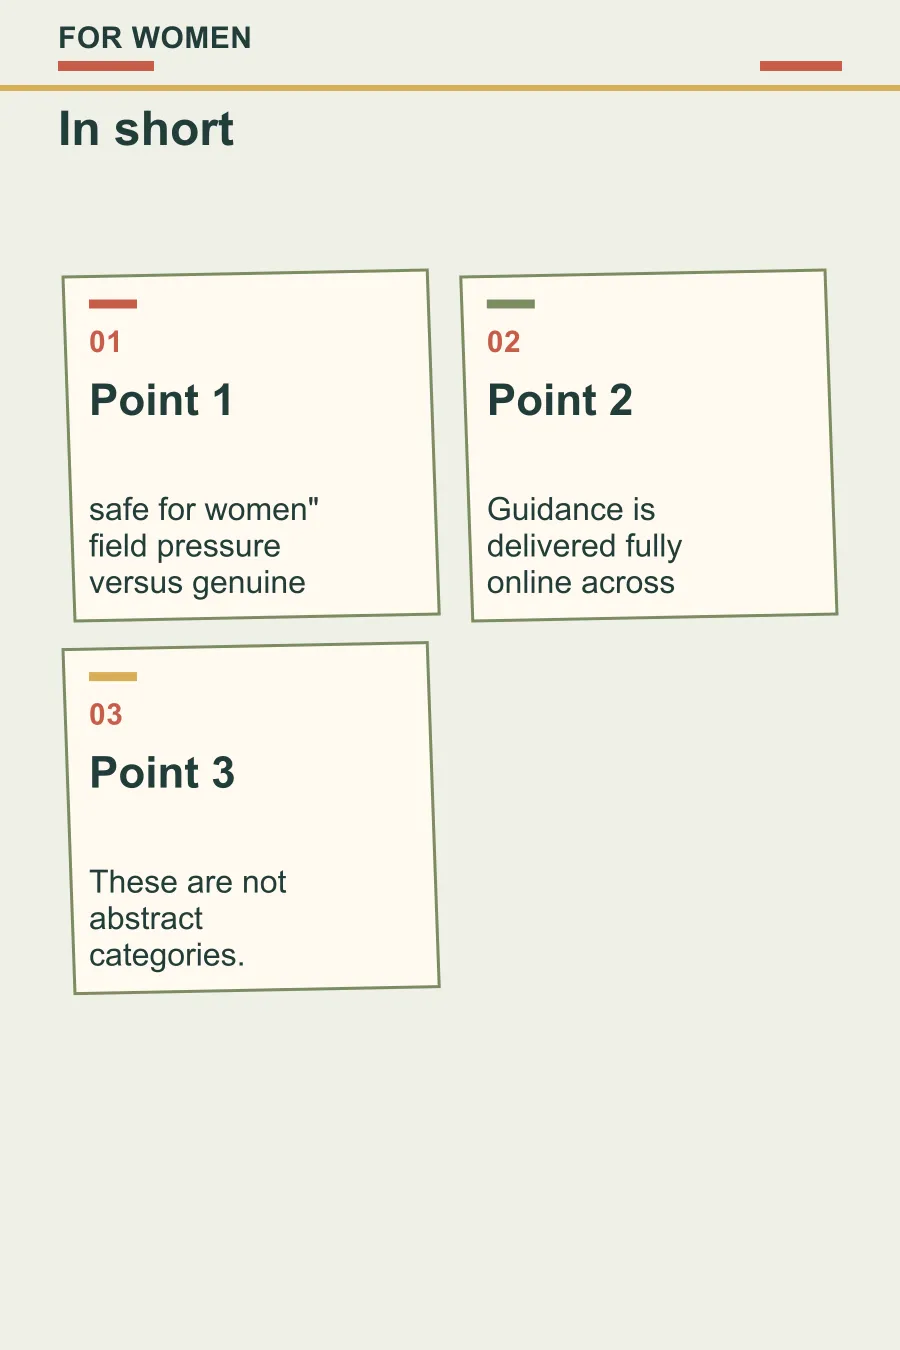 FOR WOMEN
In short
01
Point 1
safe for women"
field pressure
versus genuine
02
Point 2
Guidance is
delivered fully
online across
03
Point 3
These are not
abstract
categories.